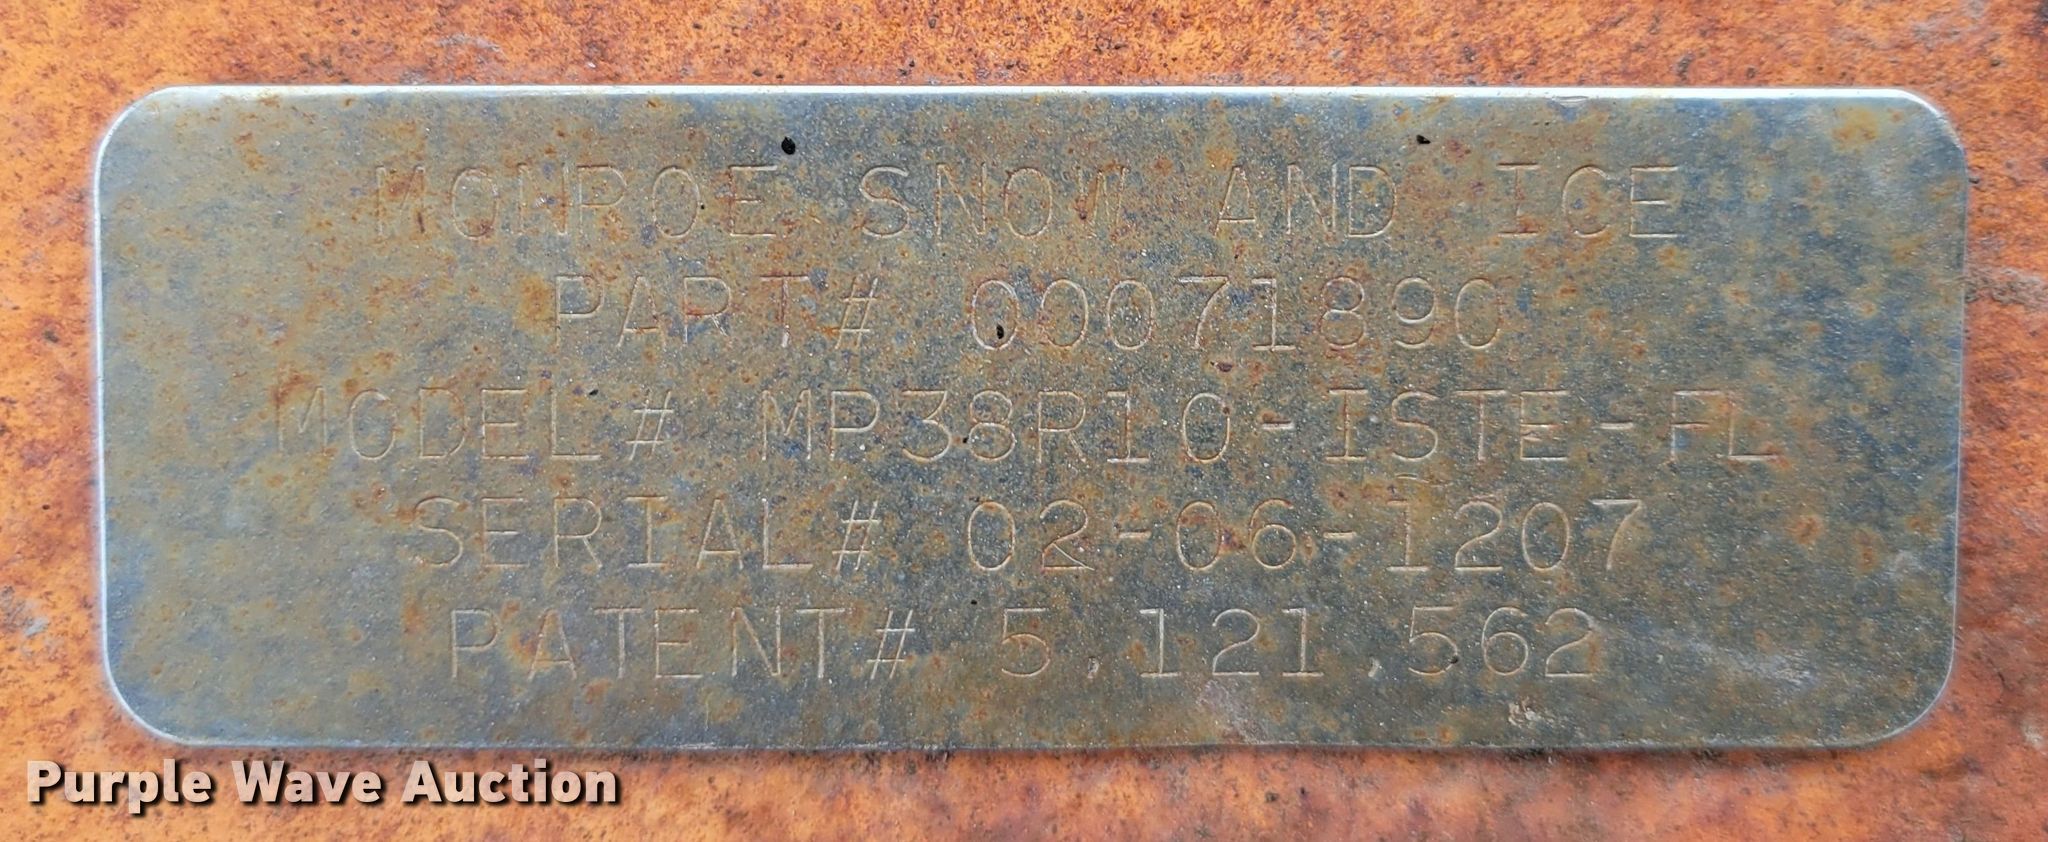 MONROE SNOW AND ICE
PART# 00071890
MODEL# MP38R10-ISTE-FL
SERIAL# 02-06-1207
PATENT# 5,121,562
Purple Wave Auction